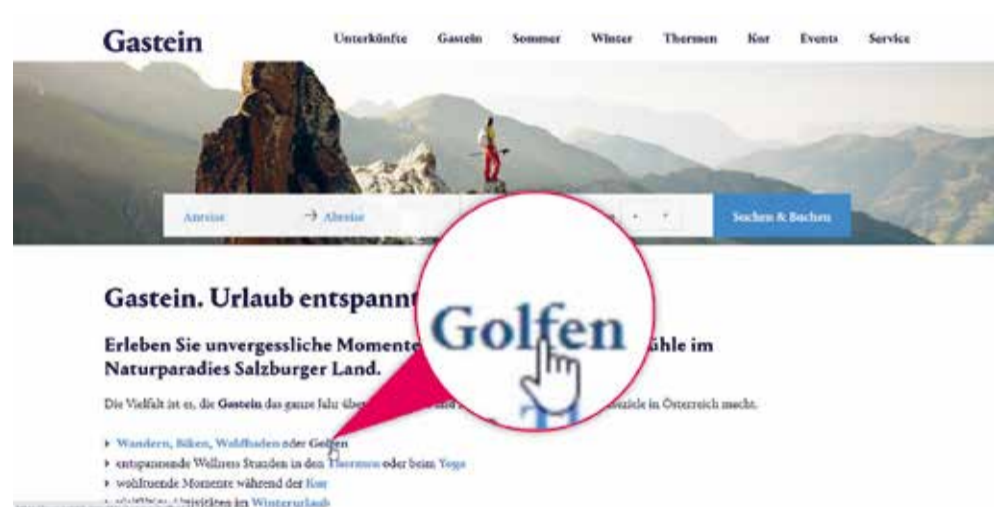 Gastein Unterkünfte Gastein Sommer Winter Thermen Kur Events Service
Anreise → Abreise Suchen & Buchen
Gastein. Urlaub entspannt
Golfen
Erleben Sie unvergessliche Momente ühle im
Naturparadies Salzburger Land.
Die Vielfalt ist es, die Gastein das ganze Jahr über und in Österreich macht.
Wandern, Biken, Waldbaden oder Golfen
entspannende Wellness Stunden in den Thermen oder beim Yoga
wohltuende Momente während der Kur
im Winterurlaub